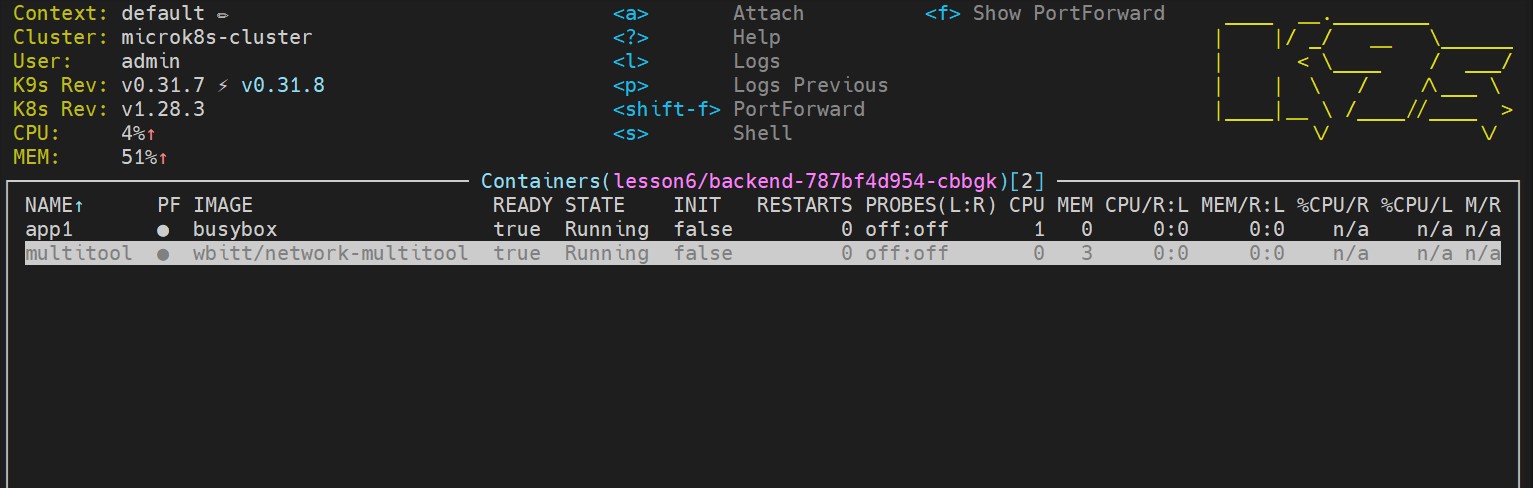 Context: default ✏ <a> Attach <f> Show PortForward
Cluster: microk8s-cluster <?> Help
User: admin <l> Logs
K9s Rev: v0.31.7 ⚡ v0.31.8 <p> Logs Previous
K8s Rev: v1.28.3 <shift-f> PortForward
CPU: 4%↑ <s> Shell
MEM: 51%↑
Containers(lesson6/backend-787bf4d954-cbbgk)[2]
NAME↑ PF IMAGE READY STATE INIT RESTARTS PROBES(L:R) CPU MEM CPU/R:L MEM/R:L %CPU/R %CPU/L M/R
app1 ● busybox true Running false 0 off:off 1 0 0:0 0:0 n/a n/a n/a
multitool ● wbitt/network-multitool true Running false 0 off:off 0 3 0:0 0:0 n/a n/a n/a